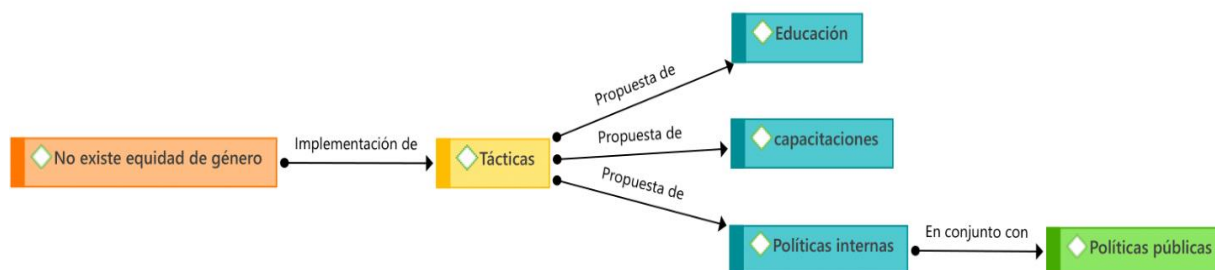 Educación
Propuesta de
No existe equidad de género
Implementación de
Tácticas
Propuesta de
capacitaciones
Propuesta de
Políticas internas
En conjunto con
Políticas públicas